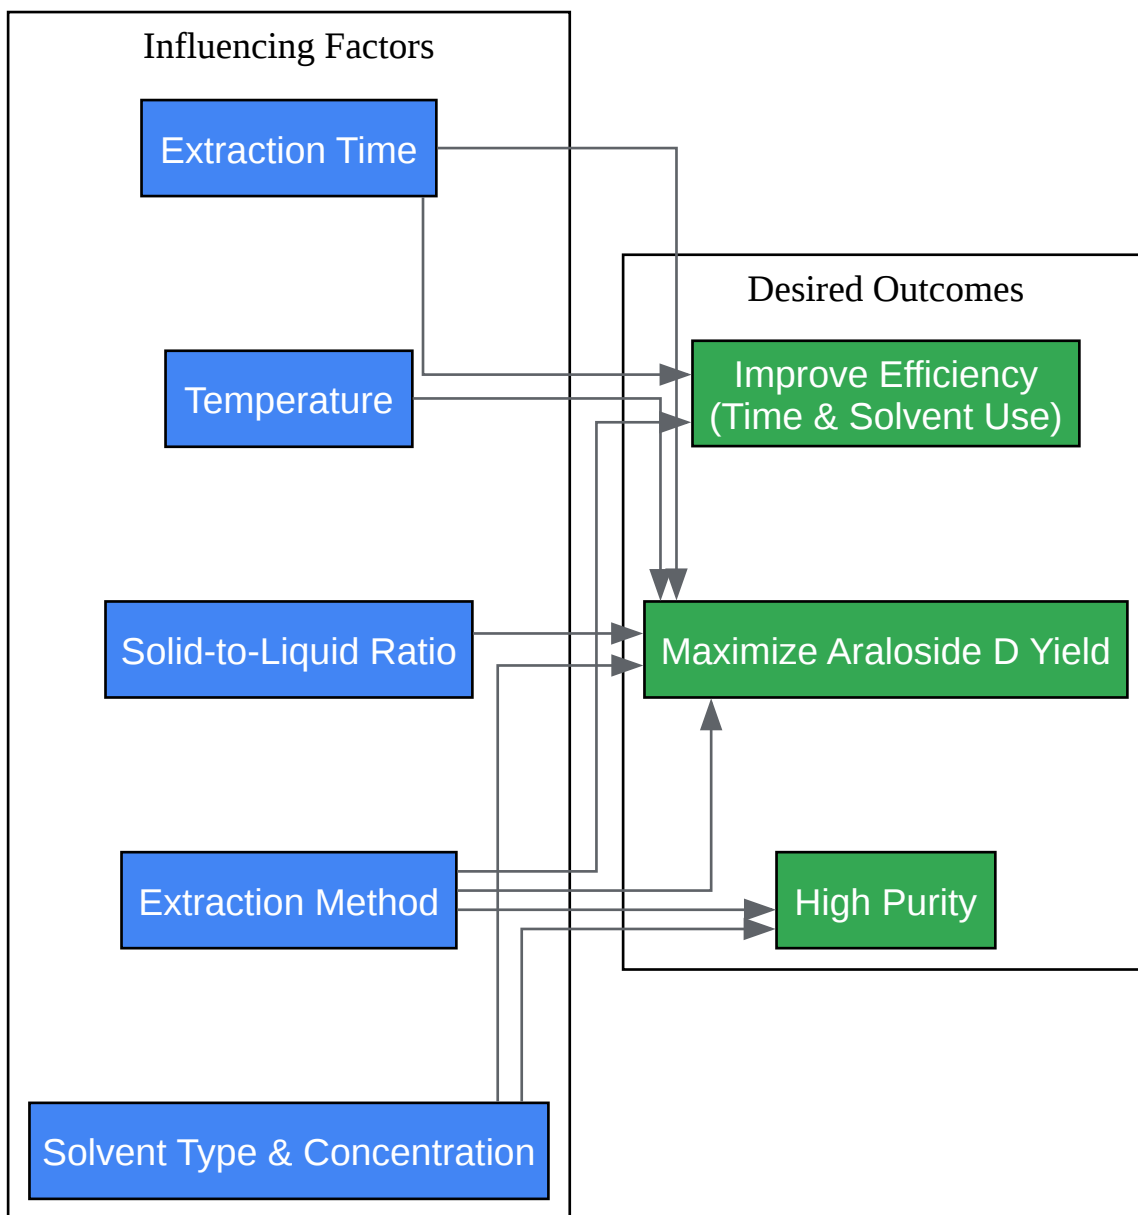 Influencing Factors
Extraction Time
Temperature
Solid-to-Liquid Ratio
Extraction Method
Solvent Type & Concentration
Desired Outcomes
Improve Efficiency
(Time & Solvent Use)
Maximize Araloside D Yield
High Purity